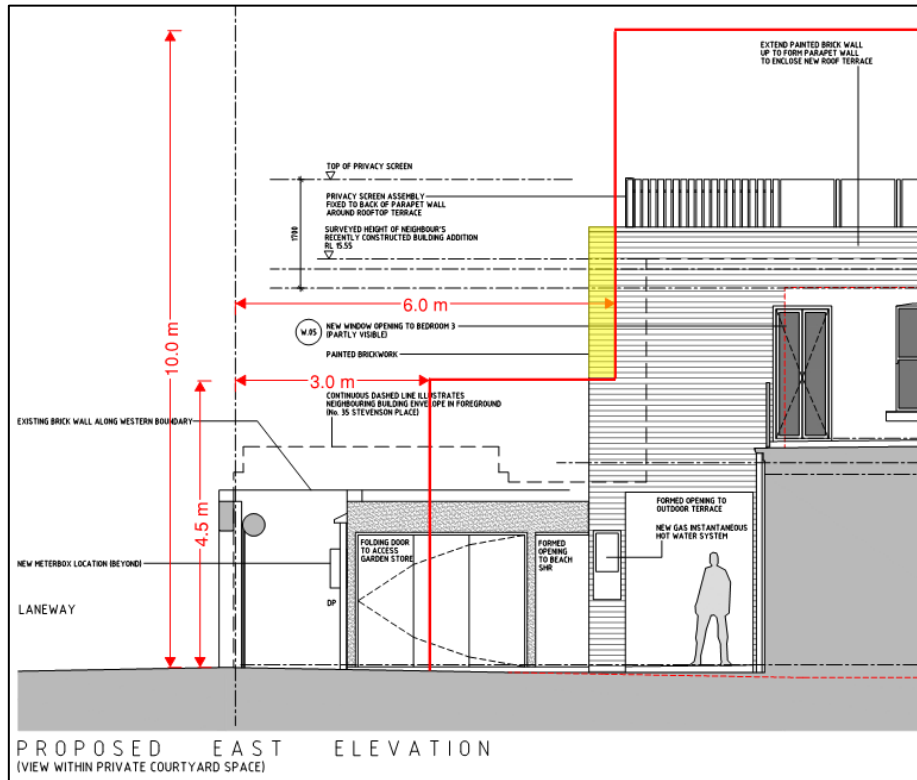 EXTEND PAINTED BRICK WALL
UP TO FORM PARAPET WALL
TO ENCLOSE NEW ROOF TERRACE
TOP OF PRIVACY SCREEN
PRIVACY SCREEN ASSEMBLY
FIXED TO BACK OF PARAPET WALL
AROUND ROOFTOP TERRACE
1700
SURVEYED HEIGHT OF NEIGHBOUR'S
RECENTLY CONSTRUCTED BUILDING ADDITION
RL 15.55
6.0 m
10.0 m
W.05
NEW WINDOW OPENING TO BEDROOM 3
(PARTLY VISIBLE)
PAINTED BRICKWORK
3.0 m
CONTINUOUS DASHED LINE ILLUSTRATES
NEIGHBOURING BUILDING ENVELOPE IN FOREGROUND
(No. 35 STEVENSON PLACE)
EXISTING BRICK WALL ALONG WESTERN BOUNDARY
4.5 m
FORMED OPENING TO
OUTDOOR TERRACE
NEW GAS INSTANTANEOUS
HOT WATER SYSTEM
FOLDING DOOR
TO ACCESS
GARDEN STORE
FORMED
OPENING
TO BEACH
SHR
NEW METERBOX LOCATION (BEYOND)
DP
LANEWAY
PROPOSED EAST ELEVATION
(VIEW WITHIN PRIVATE COURTYARD SPACE)